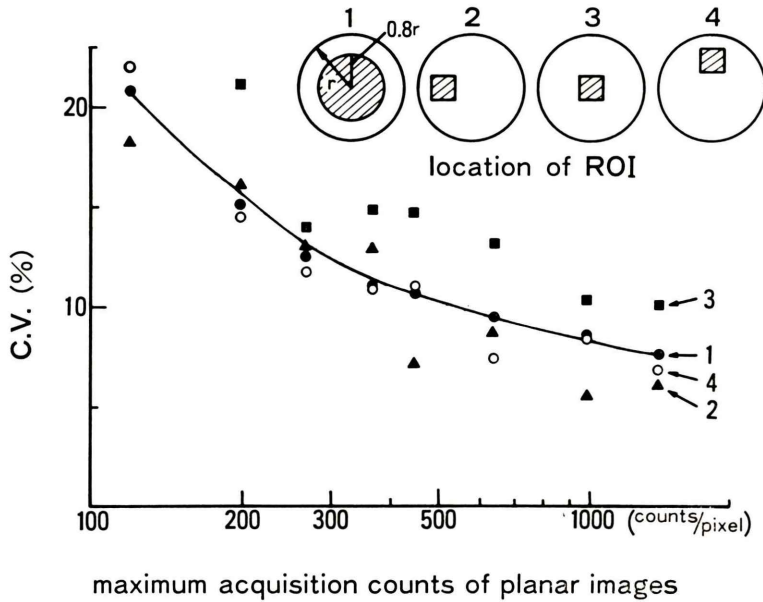 1 2 3 4
0.8r
r
location of ROI
20
10
C.V. (%)
3
1
4
2
100 200 300 500 1000 (counts/pixel)
maximum acquisition counts of planar images